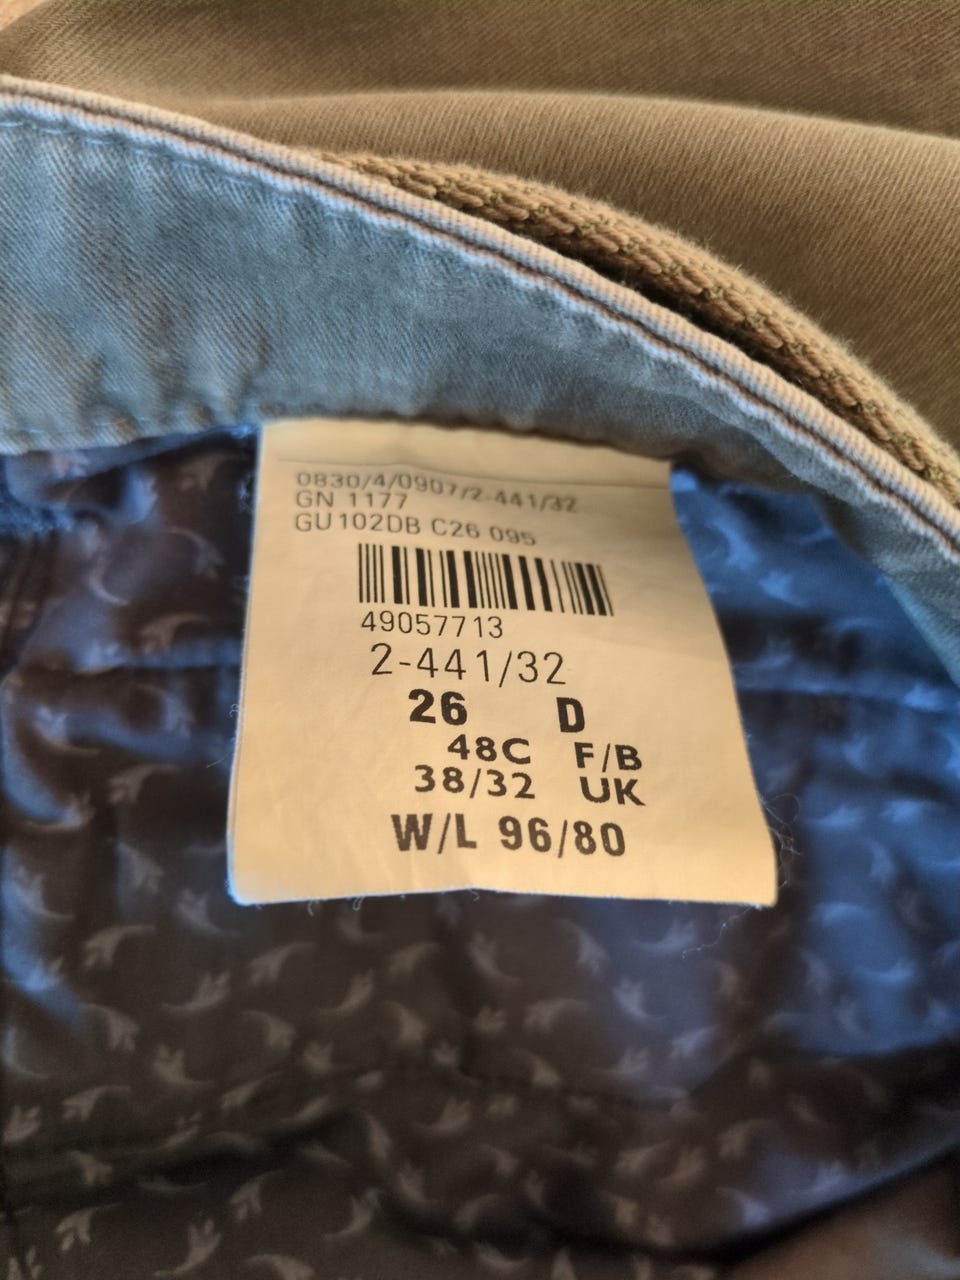 0830/4/0907/2-441/32
GN 1177
GU102DB C26 095
49057713
2-441/32
26 D
48C F/B
38/32 UK
W/L 96/80